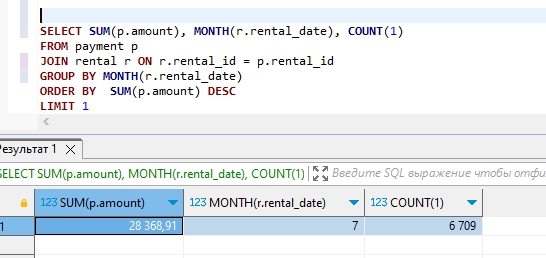 SELECT SUM(p.amount), MONTH(r.rental_date), COUNT(1)
FROM payment p
JOIN rental r ON r.rental_id = p.rental_id
GROUP BY MONTH(r.rental_date)
ORDER BY SUM(p.amount) DESC
LIMIT 1
Результат 1
SELECT SUM(p.amount), MONTH(r.rental_date), COUNT(1) Введите SQL выражение чтобы отфи
123 SUM(p.amount) 123 MONTH(r.rental_date) 123 COUNT(1)
1 28 368,91 7 6 709